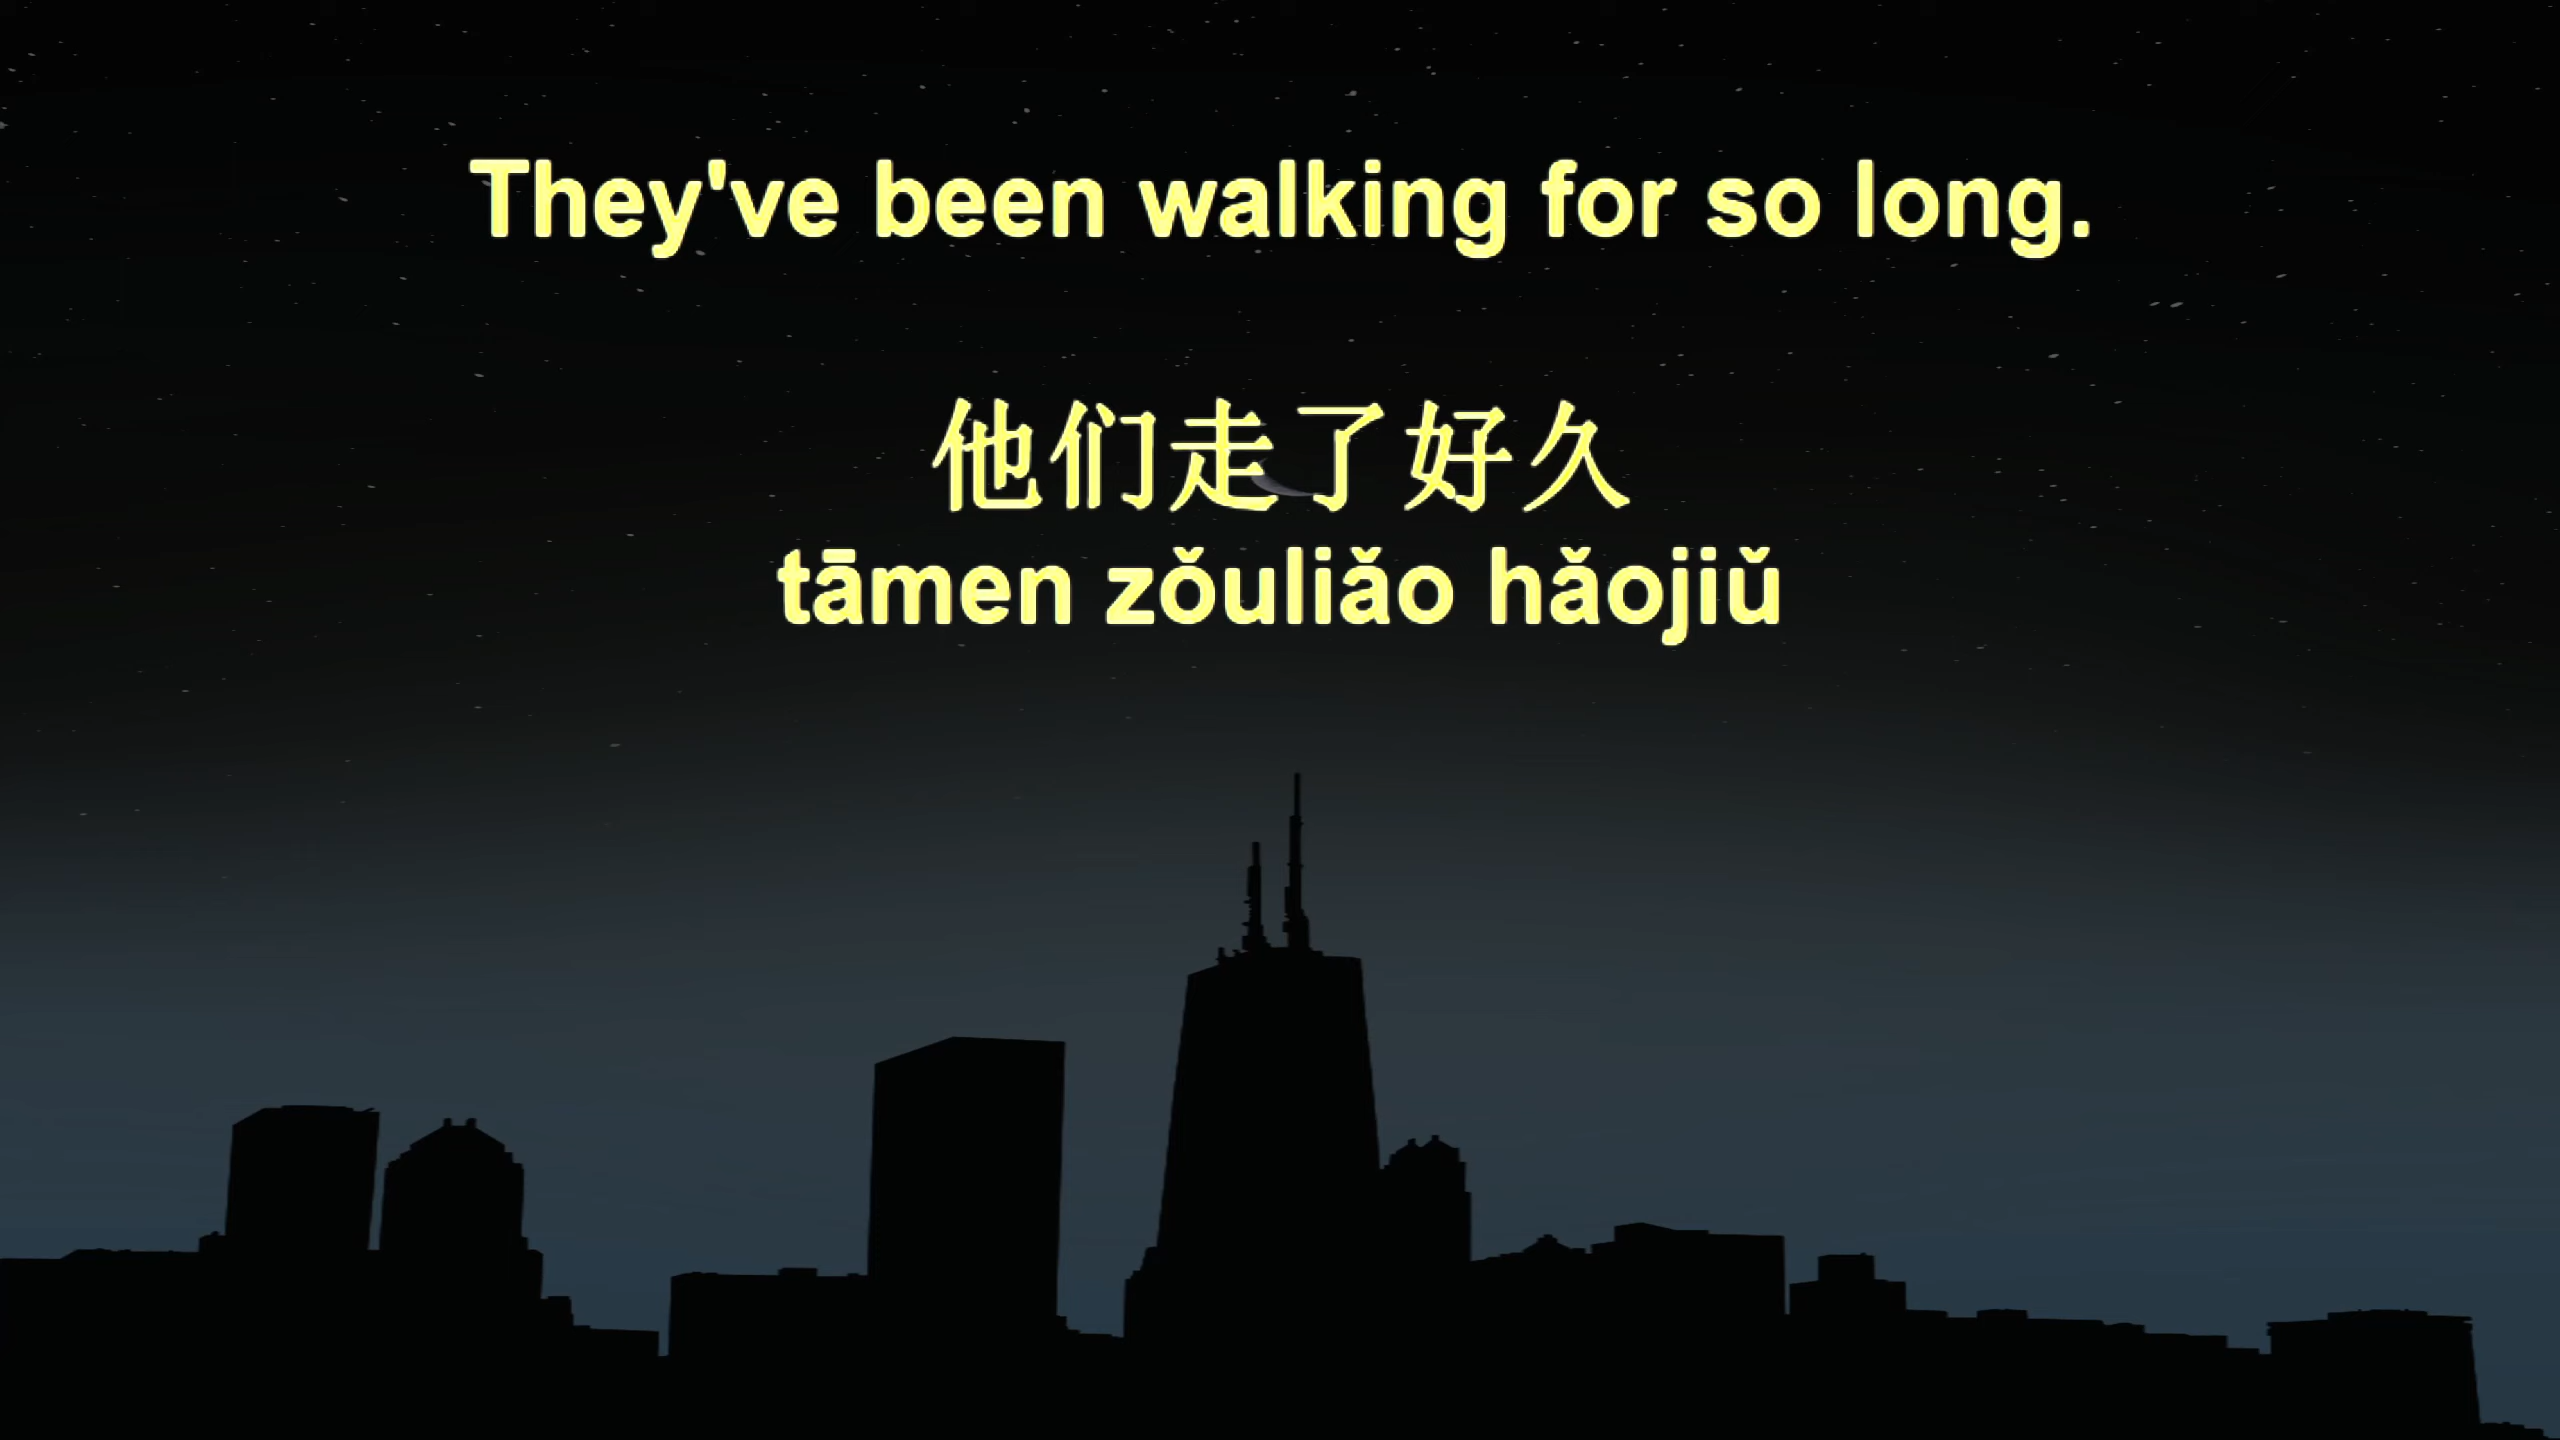 They've been walking for so long.
他们走了好久
tāmen zǒuliǎo hǎojiǔ